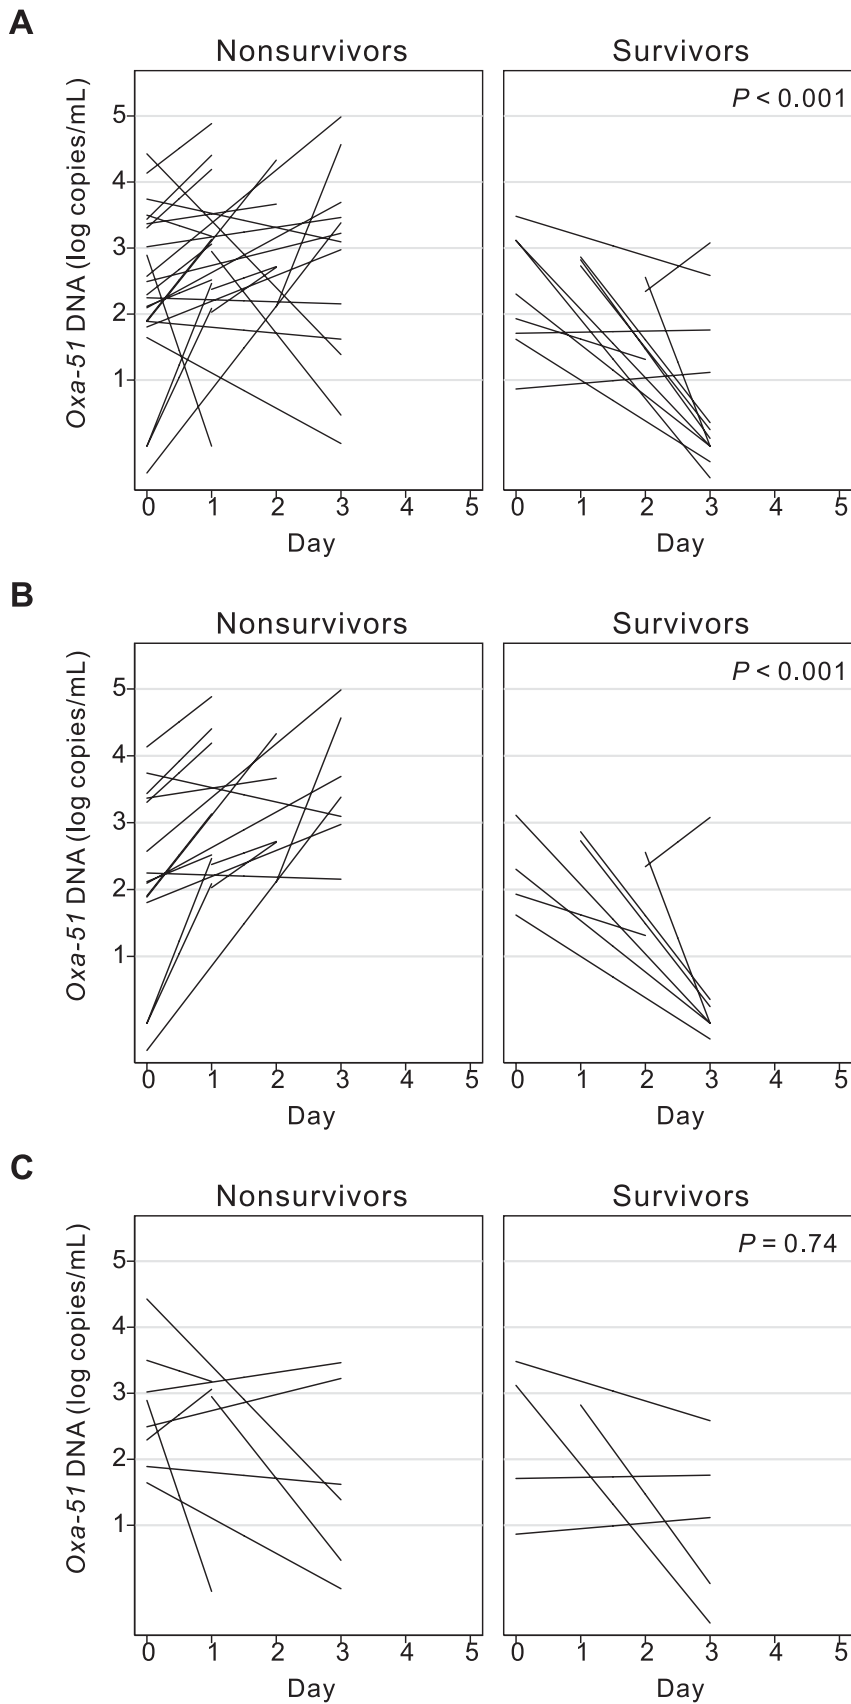 A
Nonsurvivors Survivors
P < 0.001
Oxa-51 DNA (log copies/mL)
5
4
3
2
1
0 1 2 3 4 5 0 1 2 3 4 5
Day Day
B
Nonsurvivors Survivors
P < 0.001
Oxa-51 DNA (log copies/mL)
5
4
3
2
1
0 1 2 3 4 5 0 1 2 3 4 5
Day Day
C
Nonsurvivors Survivors
P = 0.74
Oxa-51 DNA (log copies/mL)
5
4
3
2
1
0 1 2 3 4 5 0 1 2 3 4 5
Day Day